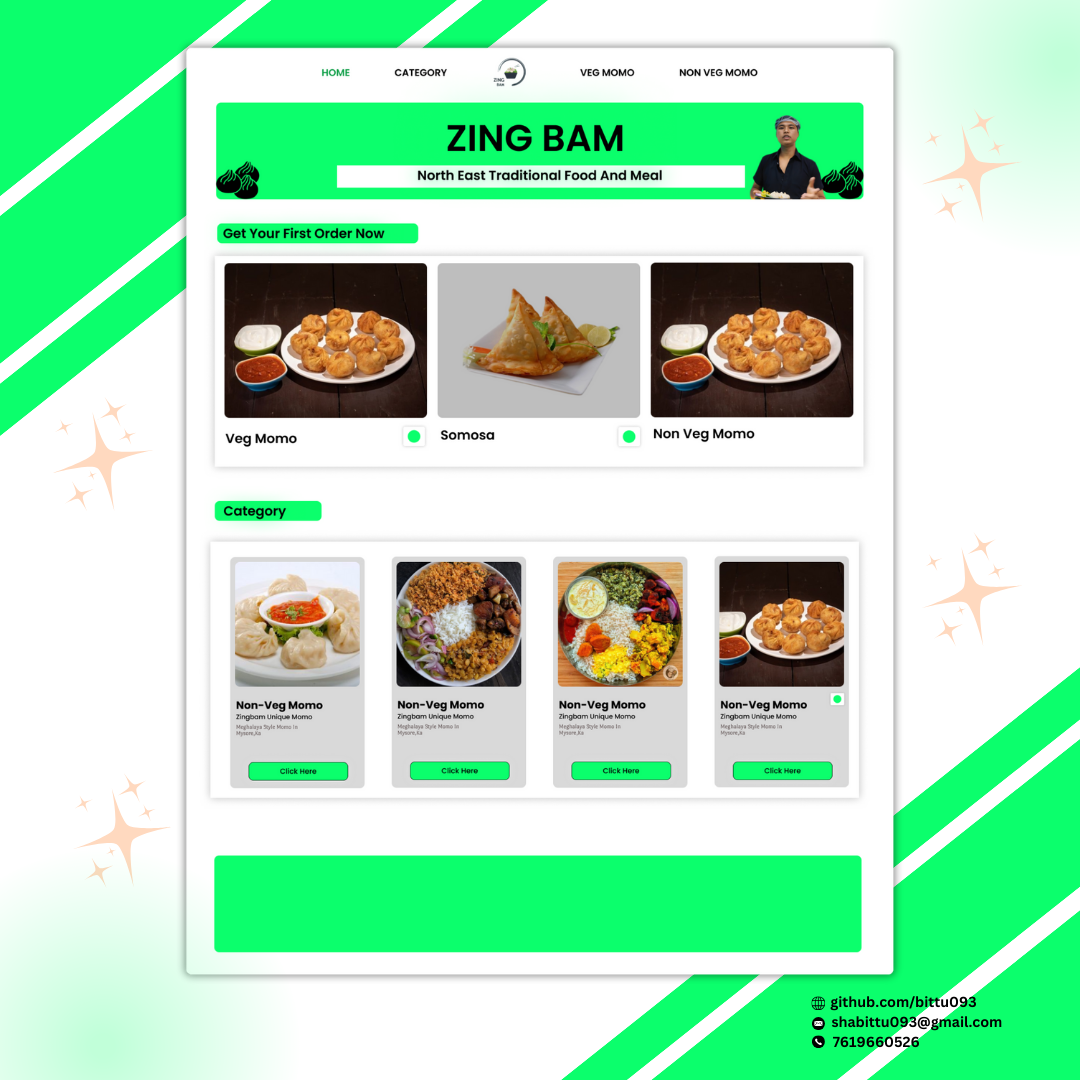 HOME CATEGORY ZING VEG MOMO NON VEG MOMO
BAM
ZING BAM
North East Traditional Food And Meal
Get Your First Order Now
Veg Momo Somosa Non Veg Momo
Category
Non-Veg Momo Non-Veg Momo Non-Veg Momo Non-Veg Momo
Zingbam Unique Momo Zingbam Unique Momo Zingbam Unique Momo Zingbam Unique Momo
Meghalaya Style Momo In Meghalaya Style Momo In Meghalaya Style Momo In Meghalaya Style Momo In
Mysore,Ka Mysore,Ka Mysore,Ka Mysore,Ka
Click Here Click Here Click Here Click Here
github.com/bittu093
shabittu093@gmail.com
7619660526